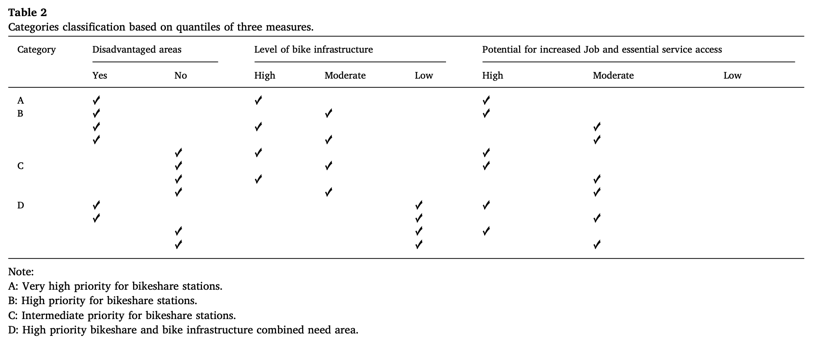 Table 2
Categories classification based on quantiles of three measures.
Category Disadvantaged areas Level of bike infrastructure Potential for increased Job and essential service access
Yes No High Moderate Low High Moderate Low
A ✓ ✓ ✓
B ✓ ✓ ✓
✓ ✓ ✓
✓ ✓ ✓
✓ ✓ ✓
C ✓ ✓ ✓
✓ ✓ ✓
✓ ✓ ✓
D ✓ ✓ ✓
✓ ✓ ✓
✓ ✓ ✓
✓ ✓ ✓
Note:
A: Very high priority for bikeshare stations.
B: High priority for bikeshare stations.
C: Intermediate priority for bikeshare stations.
D: High priority bikeshare and bike infrastructure combined need area.